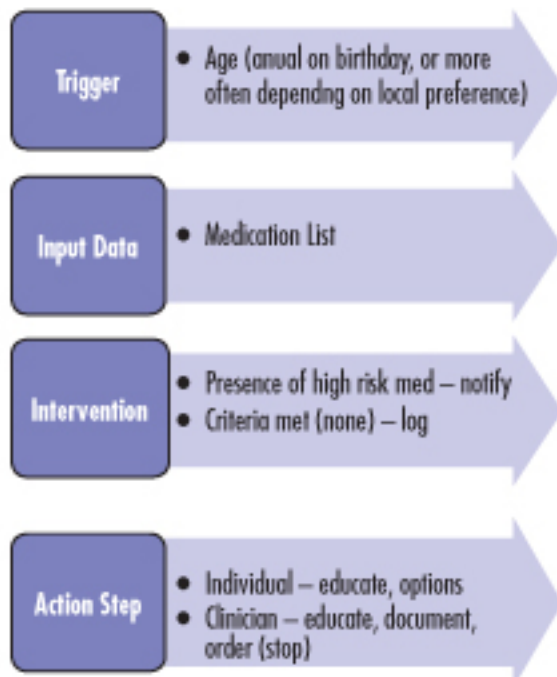 Trigger
• Age (anual on birthday, or more
often dependng on local preference)
Input Data
• Medication List
Intervention
• Presence of high risk med – notify
• Criteria met (none) – log
Action Step
• Individual – educate, options
• Clinician – educate, document,
order (stop)